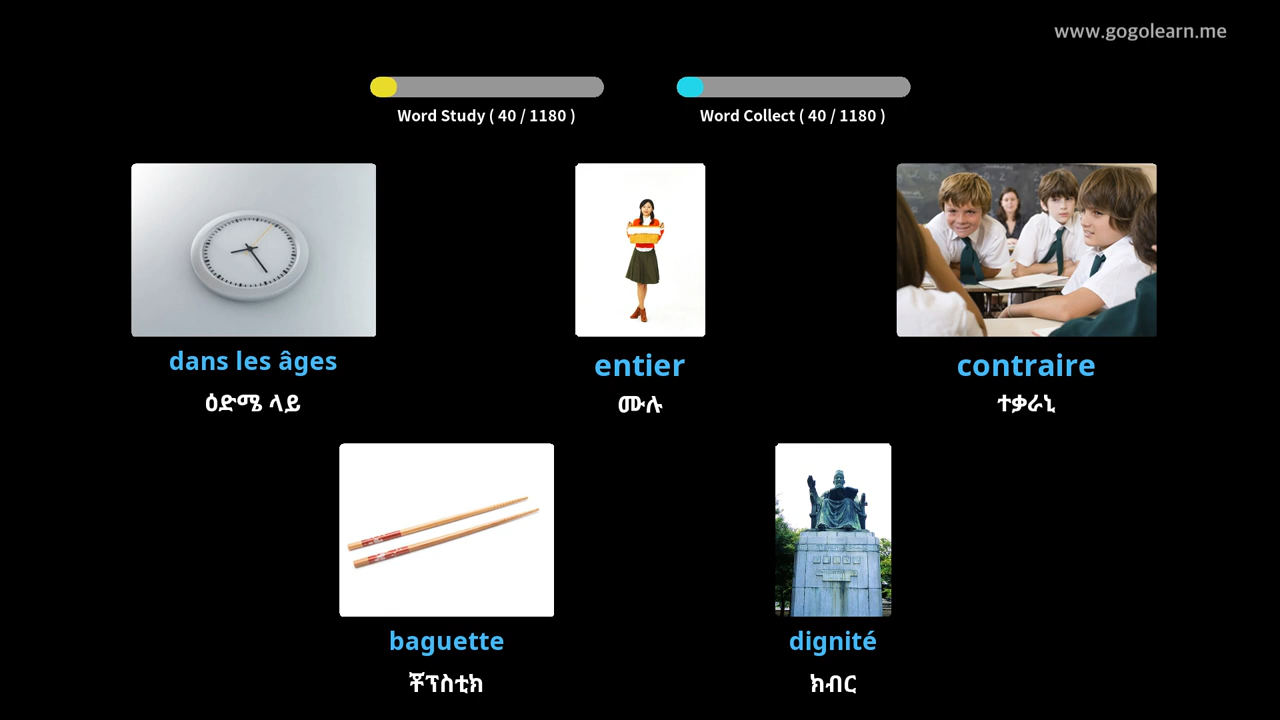 www.gogolearn.me
Word Study ( 40 / 1180 )
Word Collect ( 40 / 1180 )
dans les âges
ዕድሜ ላይ
entier
ሙሉ
contraire
ተቃራኒ
baguette
ቾፕስቲክ
dignité
ክብር